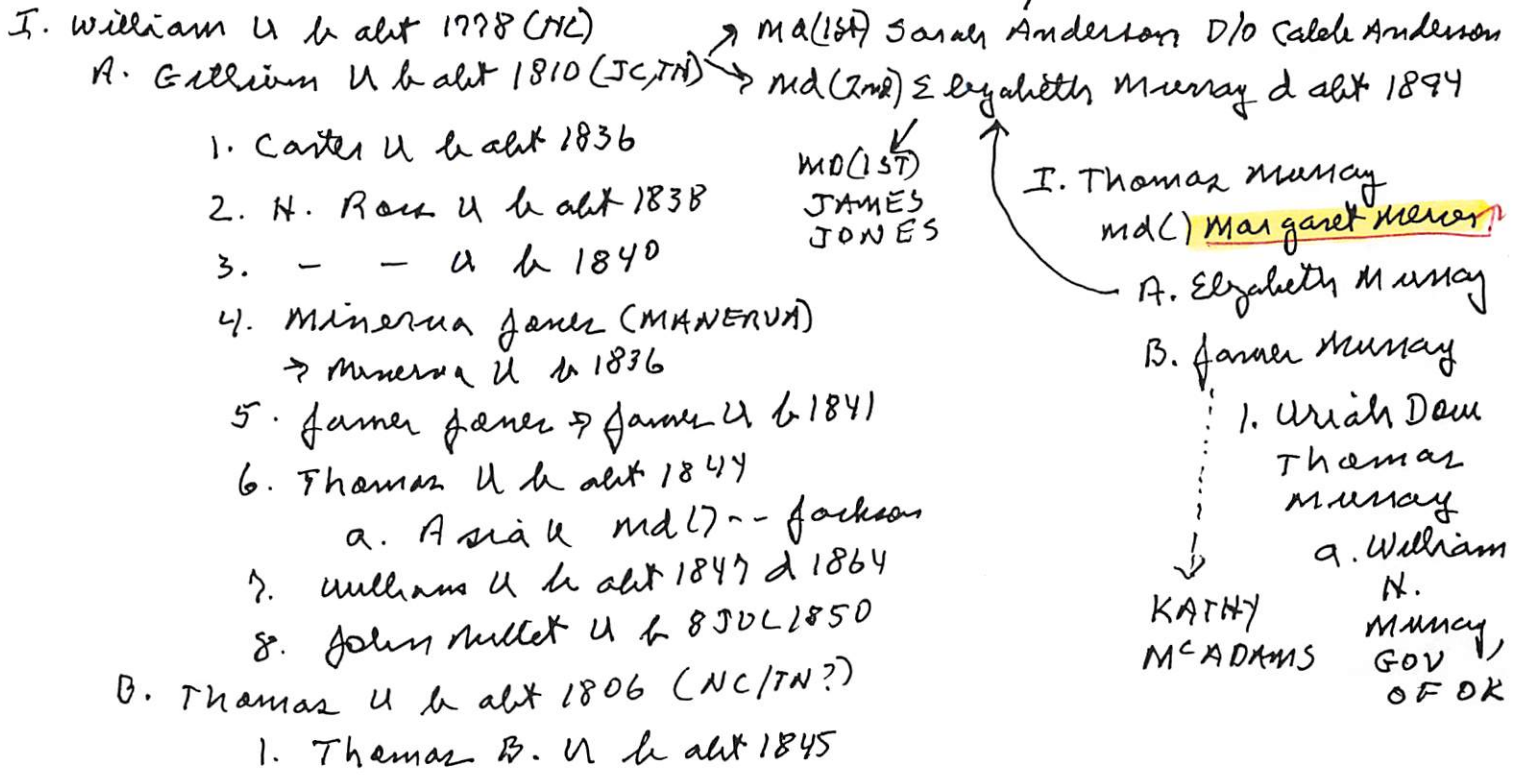 I. William U b abt 1778 (NC)
A. Gilliam U b abt 1810 (JC,TN)
→ md(1st) Sarah Anderson D/o Caleb Anderson
→ md(2nd) Elizabeth Murray d abt 1894
MD(1ST)
JAMES
JONES
1. Carter U b abt 1836
2. H. Ross U b abt 1838
3. - - U b 1840
4. Minerva Jones (MANERVA)
→ Minerva U b 1836
5. James Jones → James U b 1841
6. Thomas U b abt 1844
a. Asia U md() -- Jackson
7. William U b abt 1847 d 1864
8. John Millet U b 8JUL1850
B. Thomas U b abt 1806 (NC/TN?)
1. Thomas B. U b abt 1845
I. Thomas Murray
md() Margaret Mercer
A. Elizabeth Murray
B. James Murray
1. Uriah Dow
Thomas
Murray
a. William
H.
Murray,
GOV
OF OK
KATHY
McADAMS